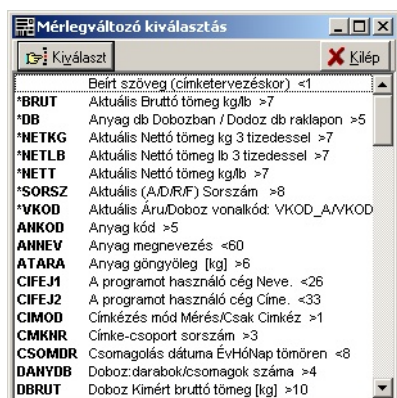 Mérlegváltozó kiválasztás
Kiválaszt Kilép
Beírt szöveg (címketervezéskor) <1
*BRUT Aktuális Bruttó tömeg kg/lb >7
*DB Anyag db Dobozban / Dodoz db raklapon >5
*NETKG Aktuális Nettó tömeg kg 3 tizedessel >7
*NETLB Aktuális Nettó tömeg lb 3 tizedessel >7
*NETT Aktuális Nettó tömeg kg/lb >7
*SORSZ Aktuális (A/D/R/F) Sorszám >8
*VKOD Aktuális Áru/Doboz vonalkód: VKOD_A/VKOD
ANKOD Anyag kód >5
ANNEV Anyag megnevezés <60
ATARA Anyag göngyöleg [kg] >6
CIFEJ1 A programot használó cég Neve. <26
CIFEJ2 A programot használó cég Címe. <33
CIMOD Címkézés mód Mérés/Csak Cimkéz >1
CMKNR Címke-csoport sorszám >3
CSOMDR Csomagolás dátuma ÉvHóNap tömören <8
DANYDB Doboz:darabok/csomagok száma >4
DBRUT Doboz Kimért bruttó tömeg [kg] >10